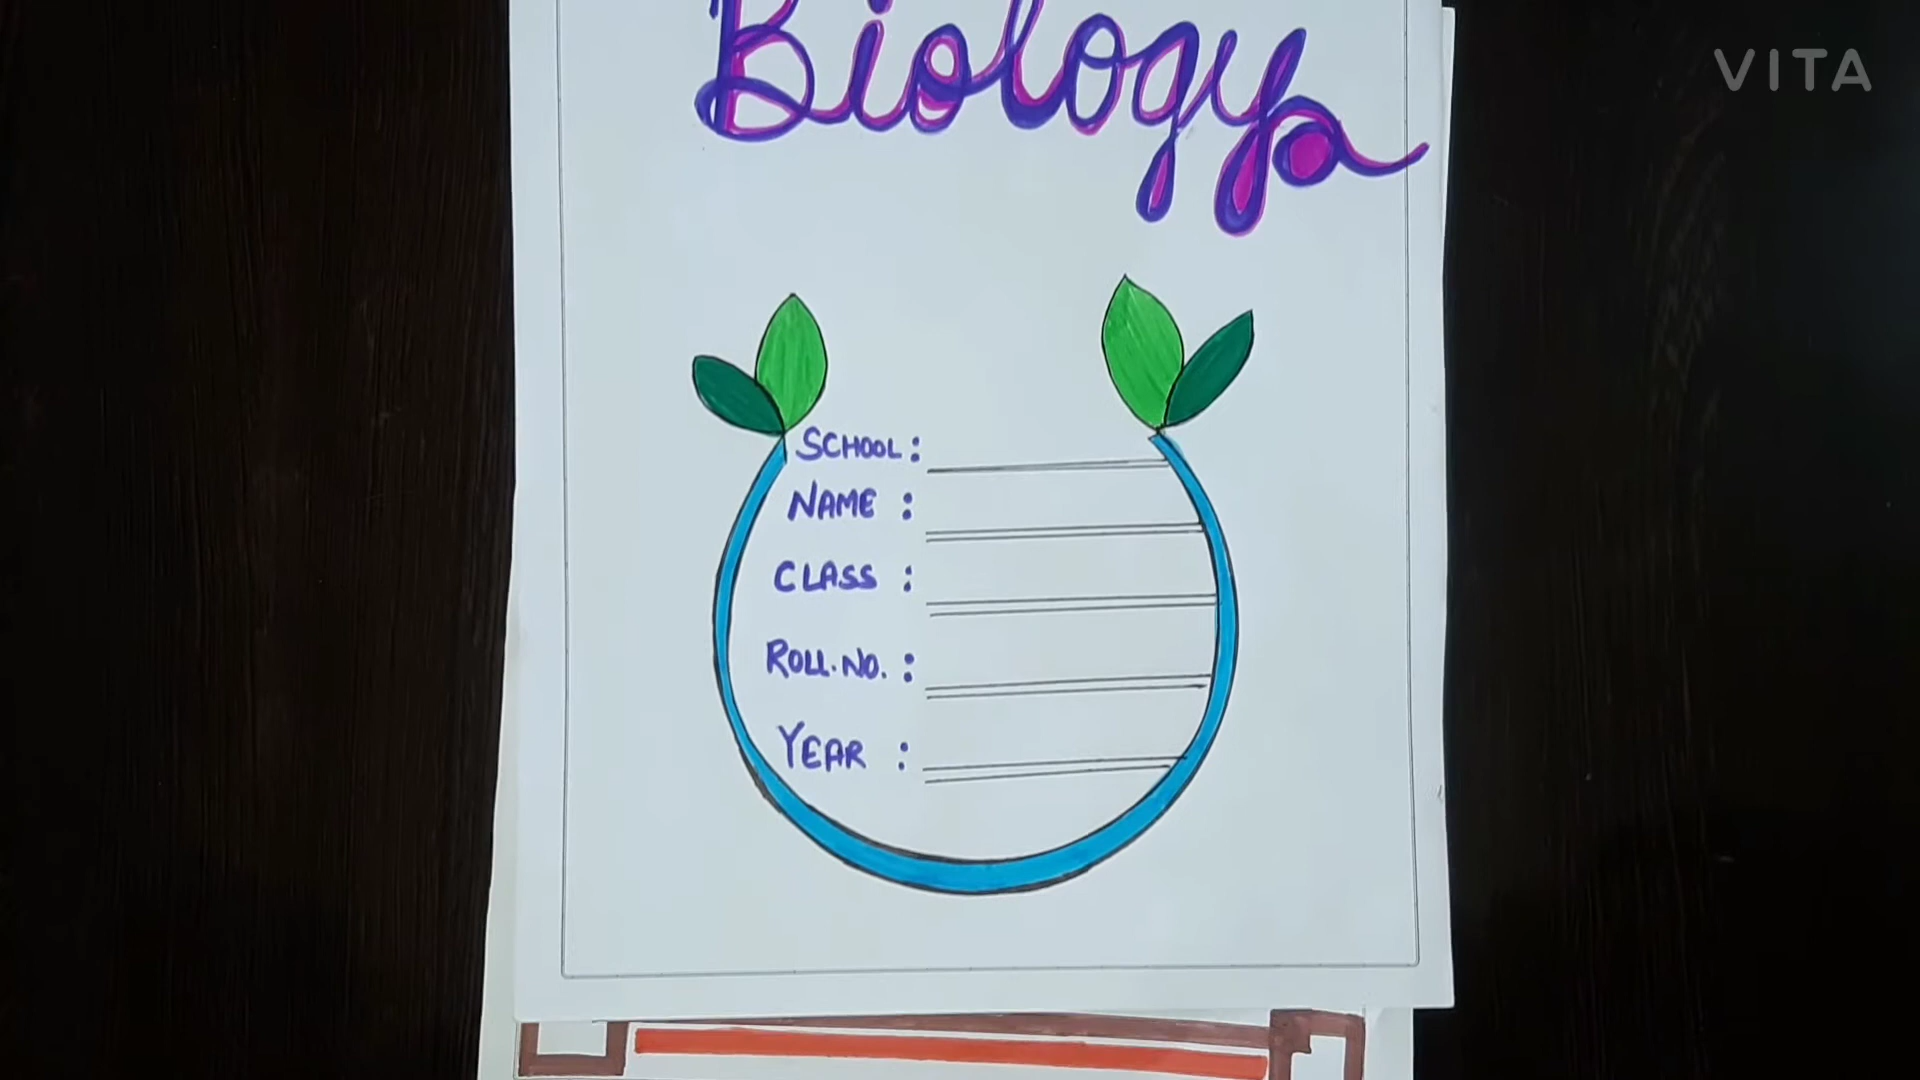 Biology
VITA
SCHOOL:
NAME :
CLASS :
ROLL.NO. :
YEAR :